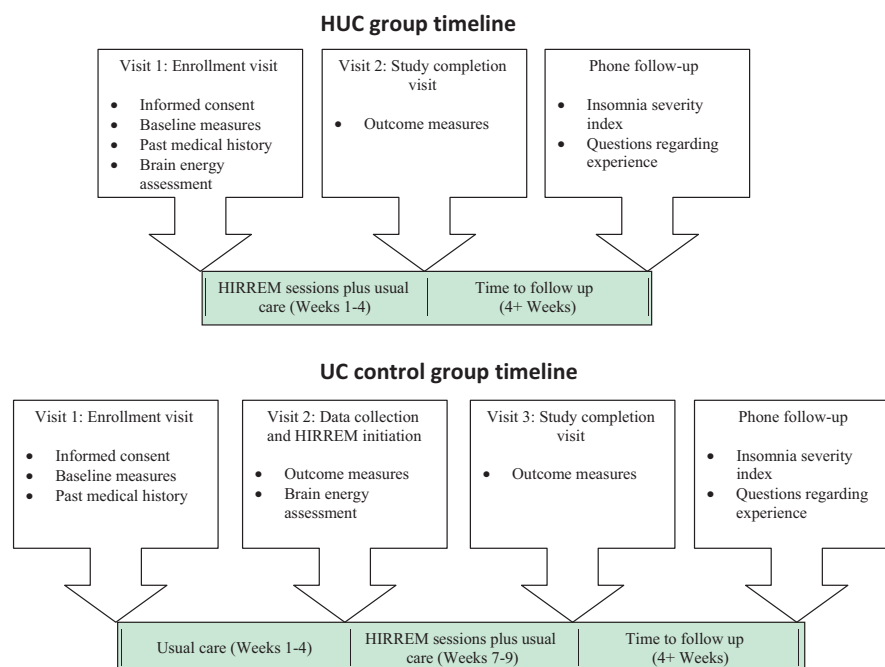 HUC group timeline
Visit 1: Enrollment visit
• Informed consent
• Baseline measures
• Past medical history
• Brain energy
assessment
Visit 2: Study completion
visit
• Outcome measures
Phone follow-up
• Insomnia severity
index
• Questions regarding
experience
HIRREM sessions plus usual
care (Weeks 1-4)
Time to follow up
(4+ Weeks)
UC control group timeline
Visit 1: Enrollment visit
• Informed consent
• Baseline measures
• Past medical history
Visit 2: Data collection
and HIRREM initiation
• Outcome measures
• Brain energy
assessment
Visit 3: Study completion
visit
• Outcome measures
Phone follow-up
• Insomnia severity
index
• Questions regarding
experience
Usual care (Weeks 1-4)
HIRREM sessions plus usual
care (Weeks 7-9)
Time to follow up
(4+ Weeks)